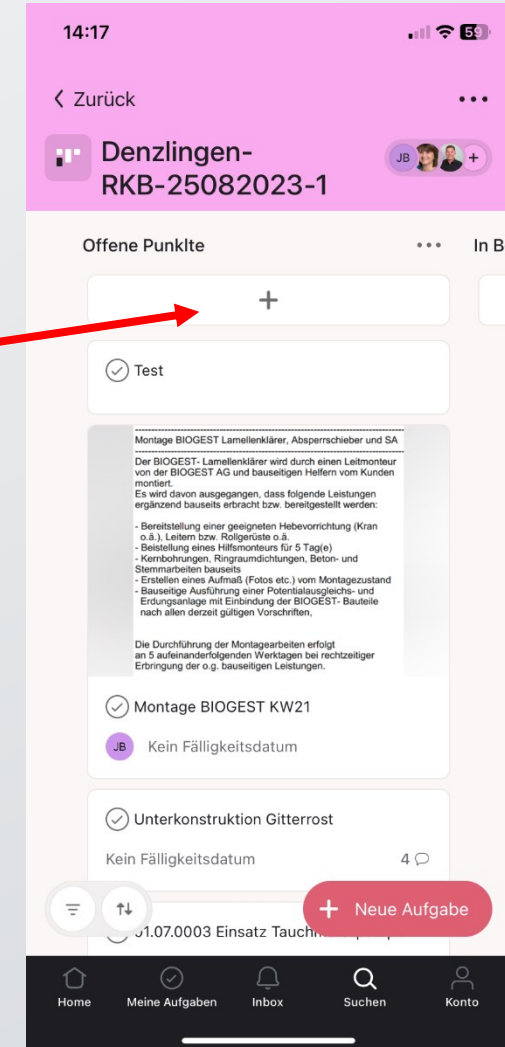 14:17
59
Zurück
Denzlingen-
RKB-25082023-1
JB
Offene Punklte
In B
Test
Montage BIOGEST Lamellenklärer, Absperrschieber und SA
Der BIOGEST- Lamellenklärer wird durch einen Leitmonteur
von der BIOGEST AG und bauseitigen Helfern vom Kunden
montiert.
Es wird davon ausgegangen, dass folgende Leistungen
ergänzend bauseits erbracht bzw. bereitgestellt werden:
- Bereitstellung einer geeigneten Hebevorrichtung (Kran
o.ä.), Leitern bzw. Rollgerüste o.ä.
- Beistellung eines Hilfsmonteurs für 5 Tag(e)
- Kernbohrungen, Ringraumdichtungen, Beton- und
Stemmarbeiten bauseits
- Erstellen eines Aufmaß (Fotos etc.) vom Montagezustand
- Bauseitige Ausführung einer Potentialausgleichs- und
Erdungsanlage mit Einbindung der BIOGEST- Bauteile
nach allen derzeit gültigen Vorschriften,
Die Durchführung der Montagearbeiten erfolgt
an 5 aufeinanderfolgenden Werktagen bei rechtzeitiger
Erbringung der o.g. bauseitigen Leistungen.
Montage BIOGEST KW21
JB Kein Fälligkeitsdatum
Unterkonstruktion Gitterrost
Kein Fälligkeitsdatum 4
+ Neue Aufgabe
01.07.0003 Einsatz
Home Meine Aufgaben Inbox Suchen Konto